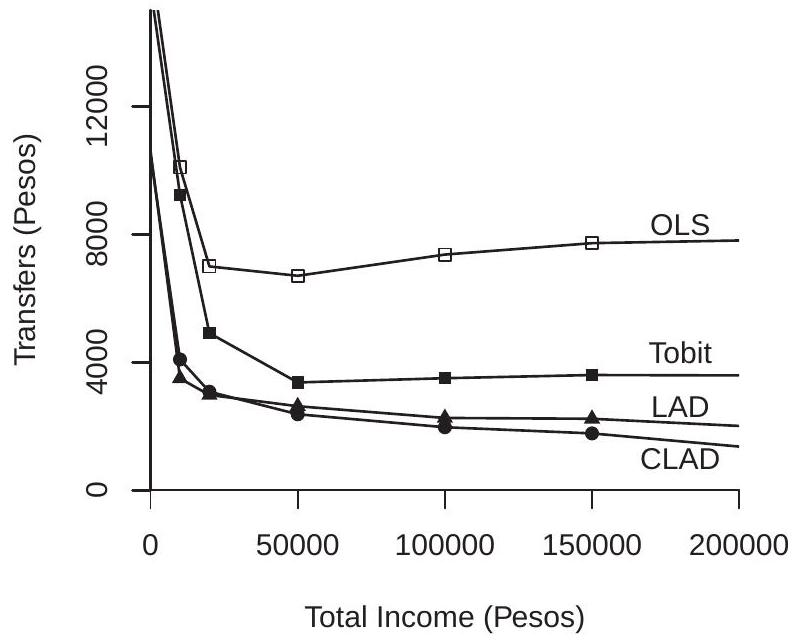 Transfers (Pesos)
12000
8000
4000
0
OLS
Tobit
LAD
CLAD
0 50000 100000 150000 200000
Total Income (Pesos)